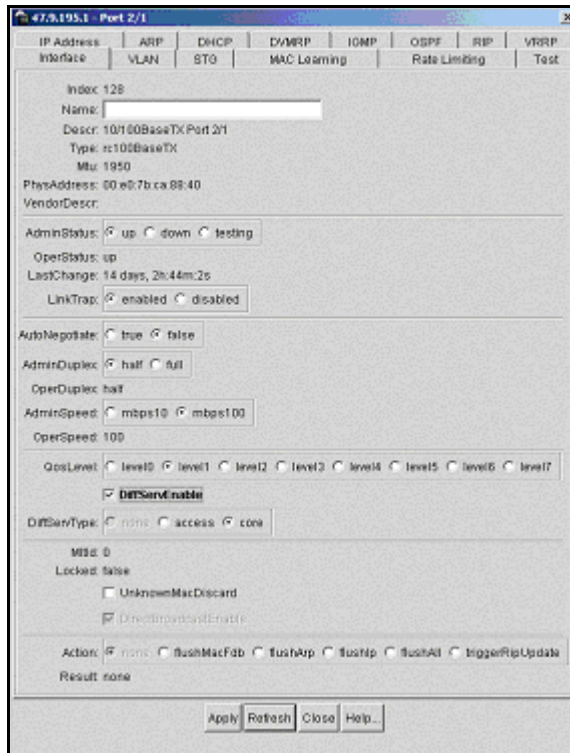 47.9.195.1 - Port 2/1
IP Address ARP DHCP DVMRP IGMP OSPF RIP VRRP
Interface VLAN STG MAC Learning Rate Limiting Test
Index: 128
Name:
Descr: 10/100BaseTX Port 2/1
Type: rc100BaseTX
Mtu: 1950
PhysAddress: 00:e0:7b:ca:88:40
VendorDescr:
AdminStatus: up down testing
OperStatus: up
LastChange: 14 days, 2h:44m:2s
LinkTrap: enabled disabled
AutoNegotiate: true false
AdminDuplex: half full
OperDuplex: half
AdminSpeed: mbps10 mbps100
OperSpeed: 100
QosLevel: level0 level1 level2 level3 level4 level5 level6 level7
DiffServEnable
DiffServType: none access core
MltId: 0
Locked: false
UnknownMacDiscard
DirectBroadcastEnable
Action: none flushMacFdb flushArp flushIp flushAll triggerRipUpdate
Result: none
Apply Refresh Close Help...